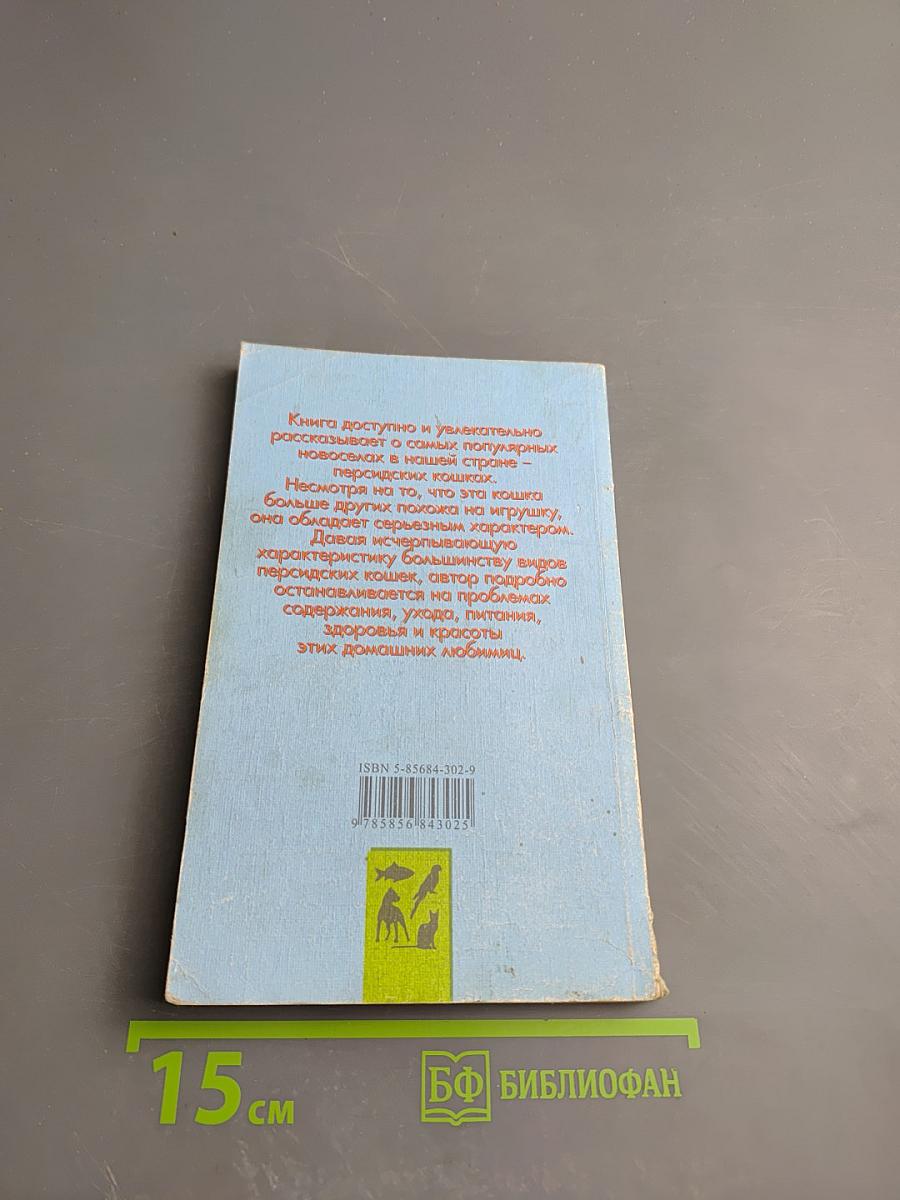 Книга доступно и увлекательно
рассказывает о самых популярных
новоселах в нашей стране –
персидских кошках.
Несмотря на то, что эта кошка
больше других похожа на игрушку,
она обладает серьезным характером.
Давая исчерпывающую
характеристику большинству видов
персидских кошек, автор подробно
останавливается на проблемах
содержания, ухода, питания,
здоровья и красоты
этих домашних любимиц.
ISBN 5-85684-302-9
9 785856 843025
15 см
БФ БИБЛИОФАН